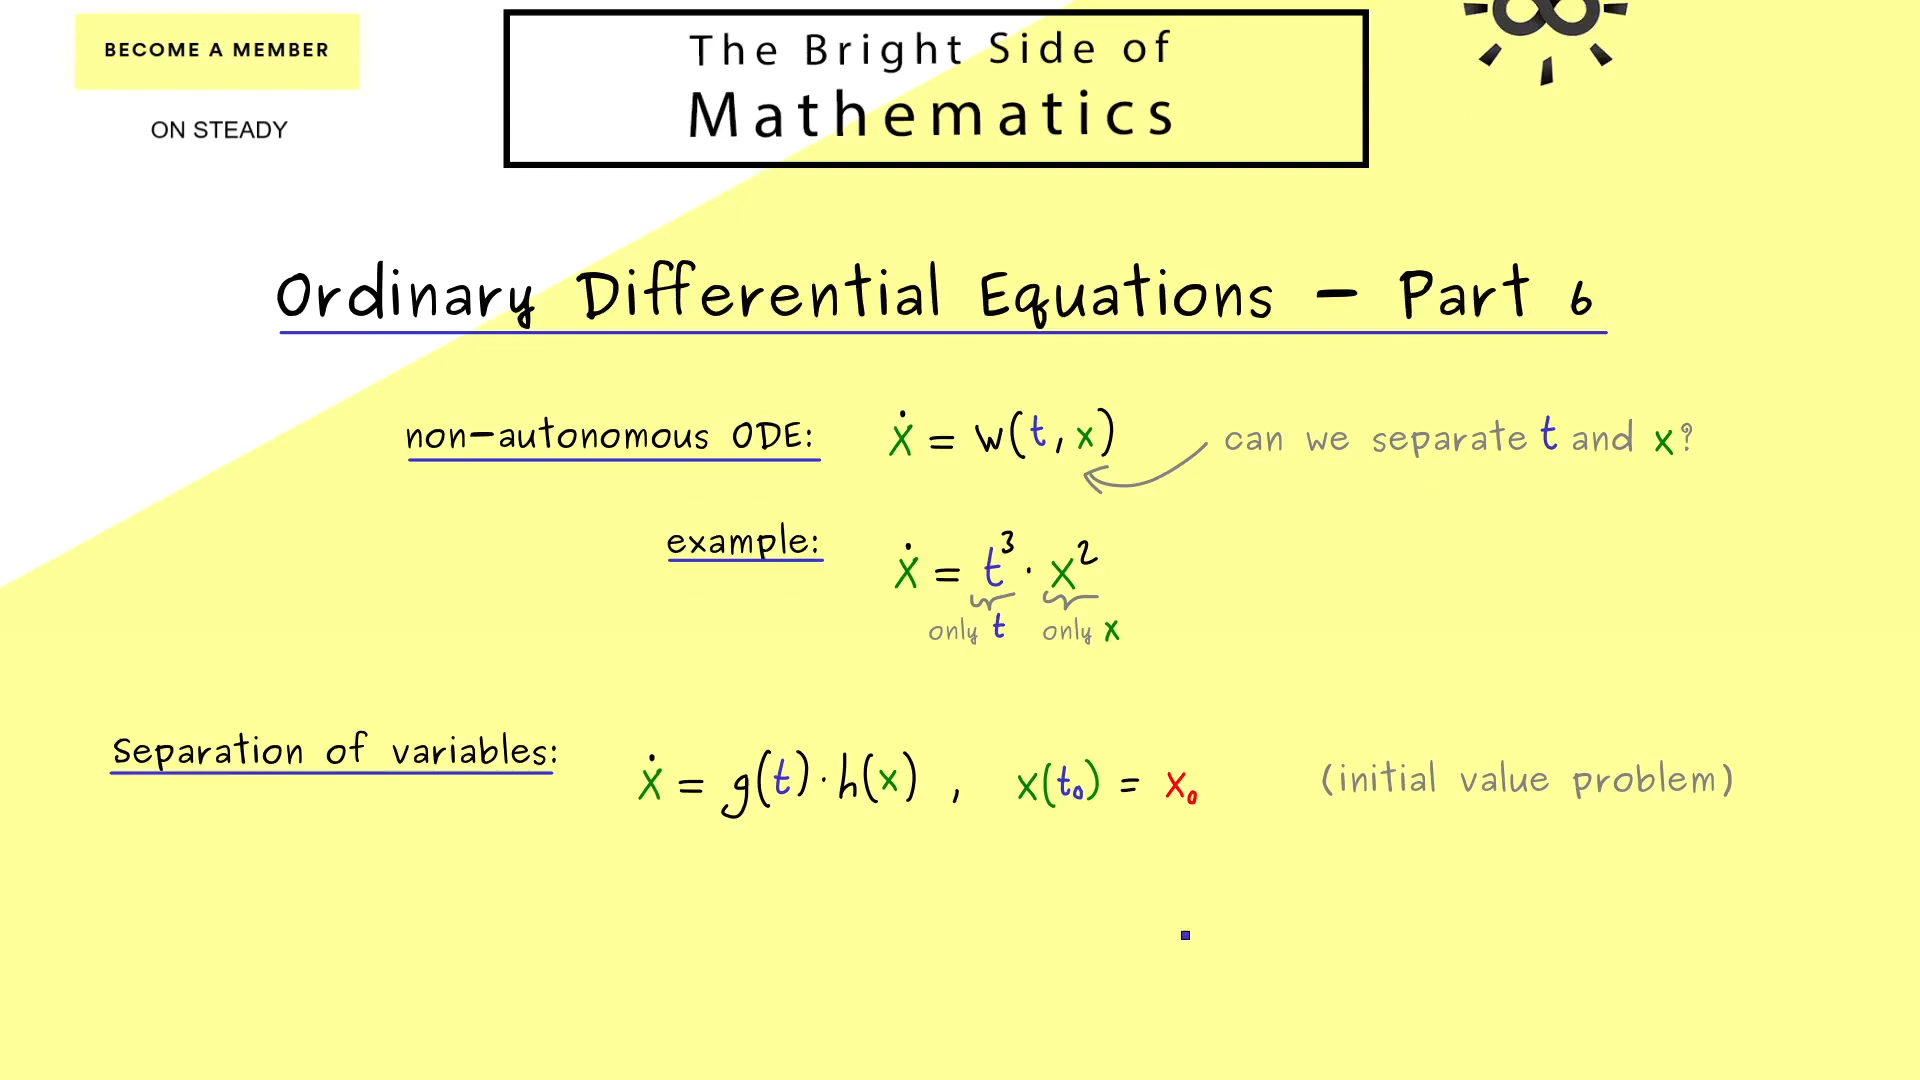 BECOME A MEMBER
ON STEADY
The Bright Side of
Mathematics
Ordinary Differential Equations – Part 6
non-autonomous ODE: ẋ = w(t, x) can we separate t and x?
example: ẋ = t³ · x²
only t only x
Separation of variables: ẋ = g(t) · h(x) , x(t₀) = x₀ (initial value problem)